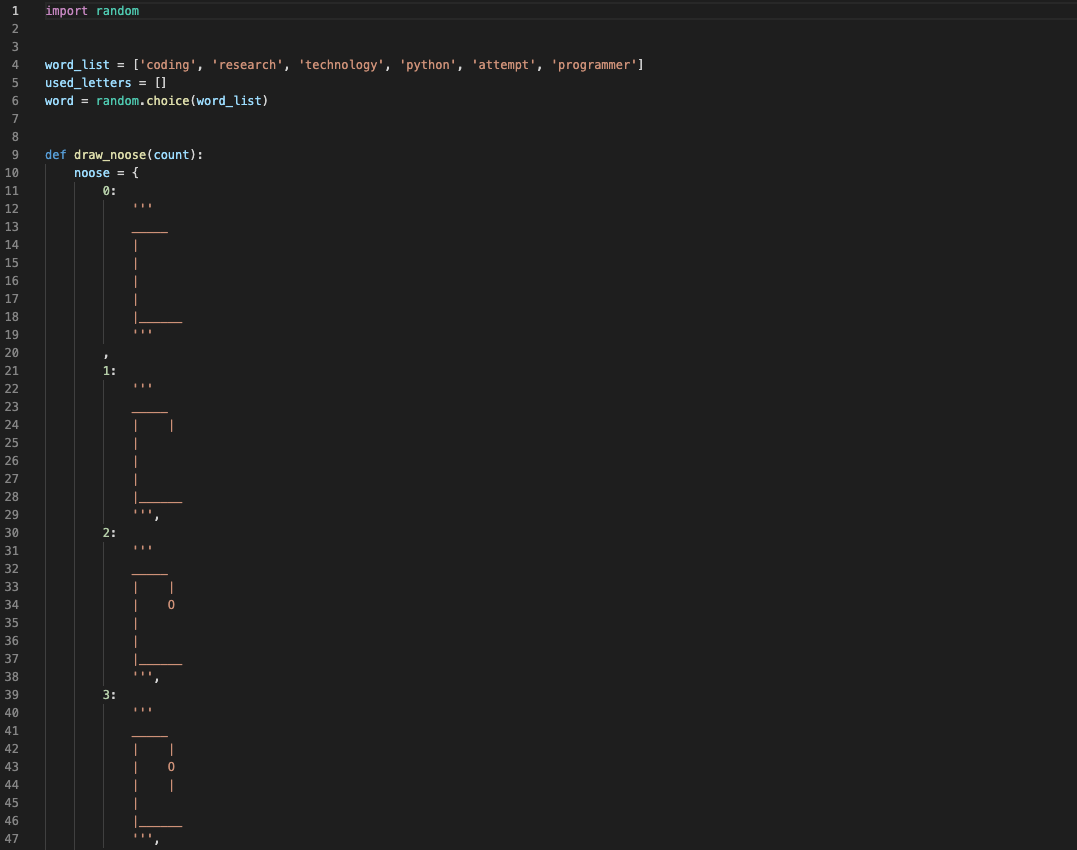 1 import random
2
3
4 word_list = ['coding', 'research', 'technology', 'python', 'attempt', 'programmer']
5 used_letters = []
6 word = random.choice(word_list)
7
8
9 def draw_noose(count):
10     noose = {
11         0:
12             '''
13             _____
14             |
15             |
16             |
17             |
18             |______
19             '''
20         ,
21         1:
22             '''
23             _____
24             |    |
25             |
26             |
27             |
28             |______
29             ''',
30         2:
31             '''
32             _____
33             |    |
34             |    O
35             |
36             |
37             |______
38             ''',
39         3:
40             '''
41             _____
42             |    |
43             |    O
44             |    |
45             |
46             |______
47             ''',